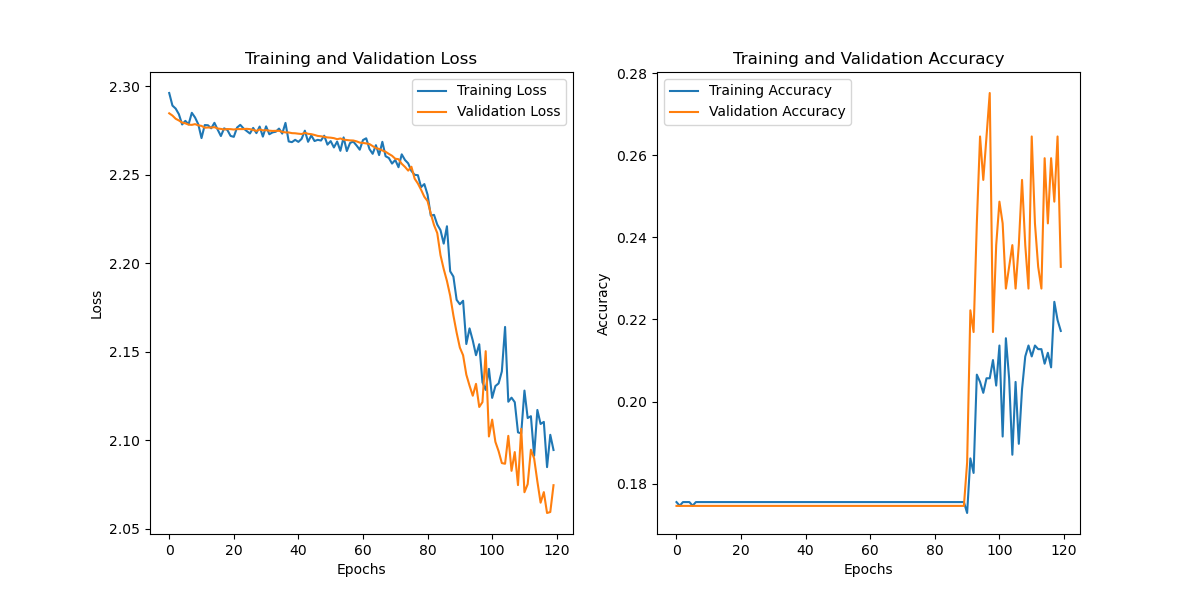 Training and Validation Loss
Training Loss
Validation Loss
2.30
2.25
2.20
2.15
2.10
2.05
Loss
0
20
40
60
80
100
120
Epochs
Training and Validation Accuracy
Training Accuracy
Validation Accuracy
0.28
0.26
0.24
0.22
0.20
0.18
Accuracy
0
20
40
60
80
100
120
Epochs